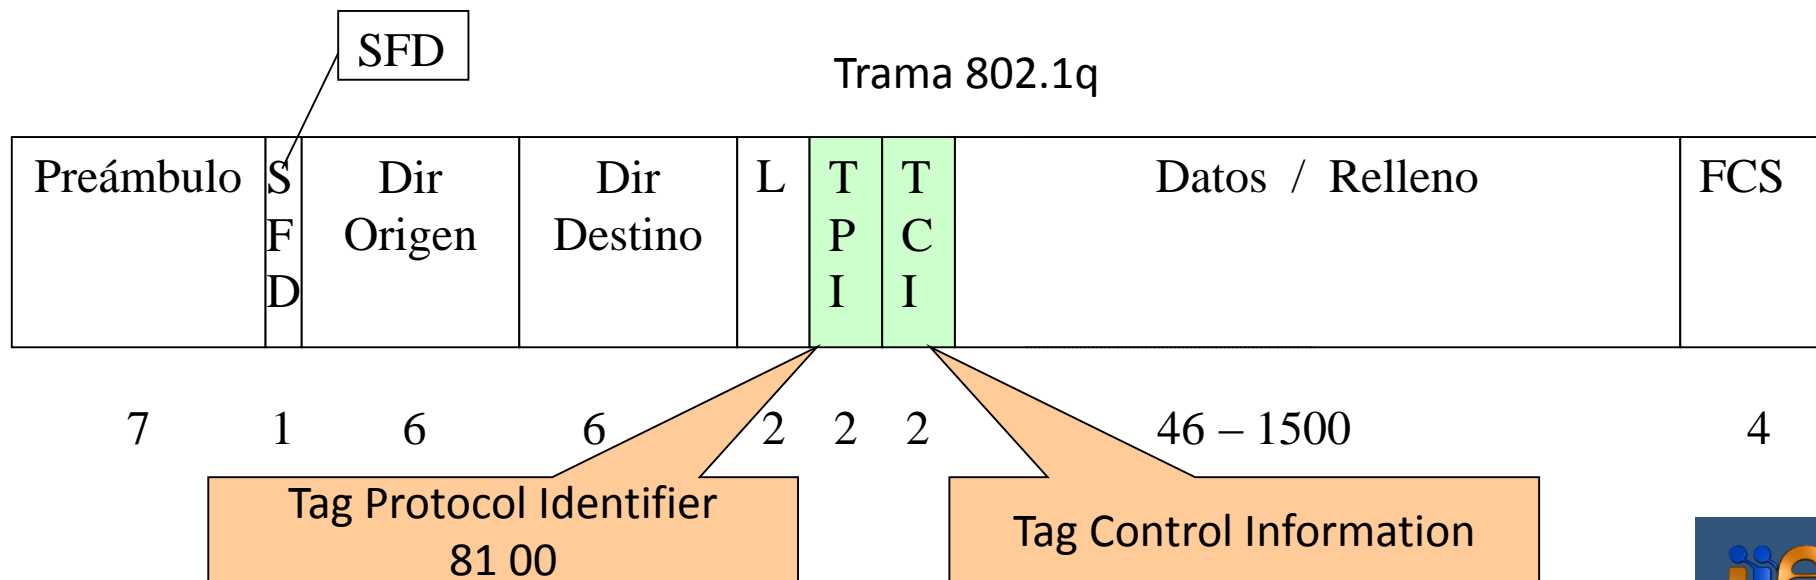 SFD
Trama 802.1q
Preámbulo
S
F
D
Dir
Origen
Dir
Destino
L
T
P
I
T
C
I
Datos / Relleno
FCS
7 1 6 6 2 2 2 46 – 1500 4
Tag Protocol Identifier
81 00
Tag Control Information